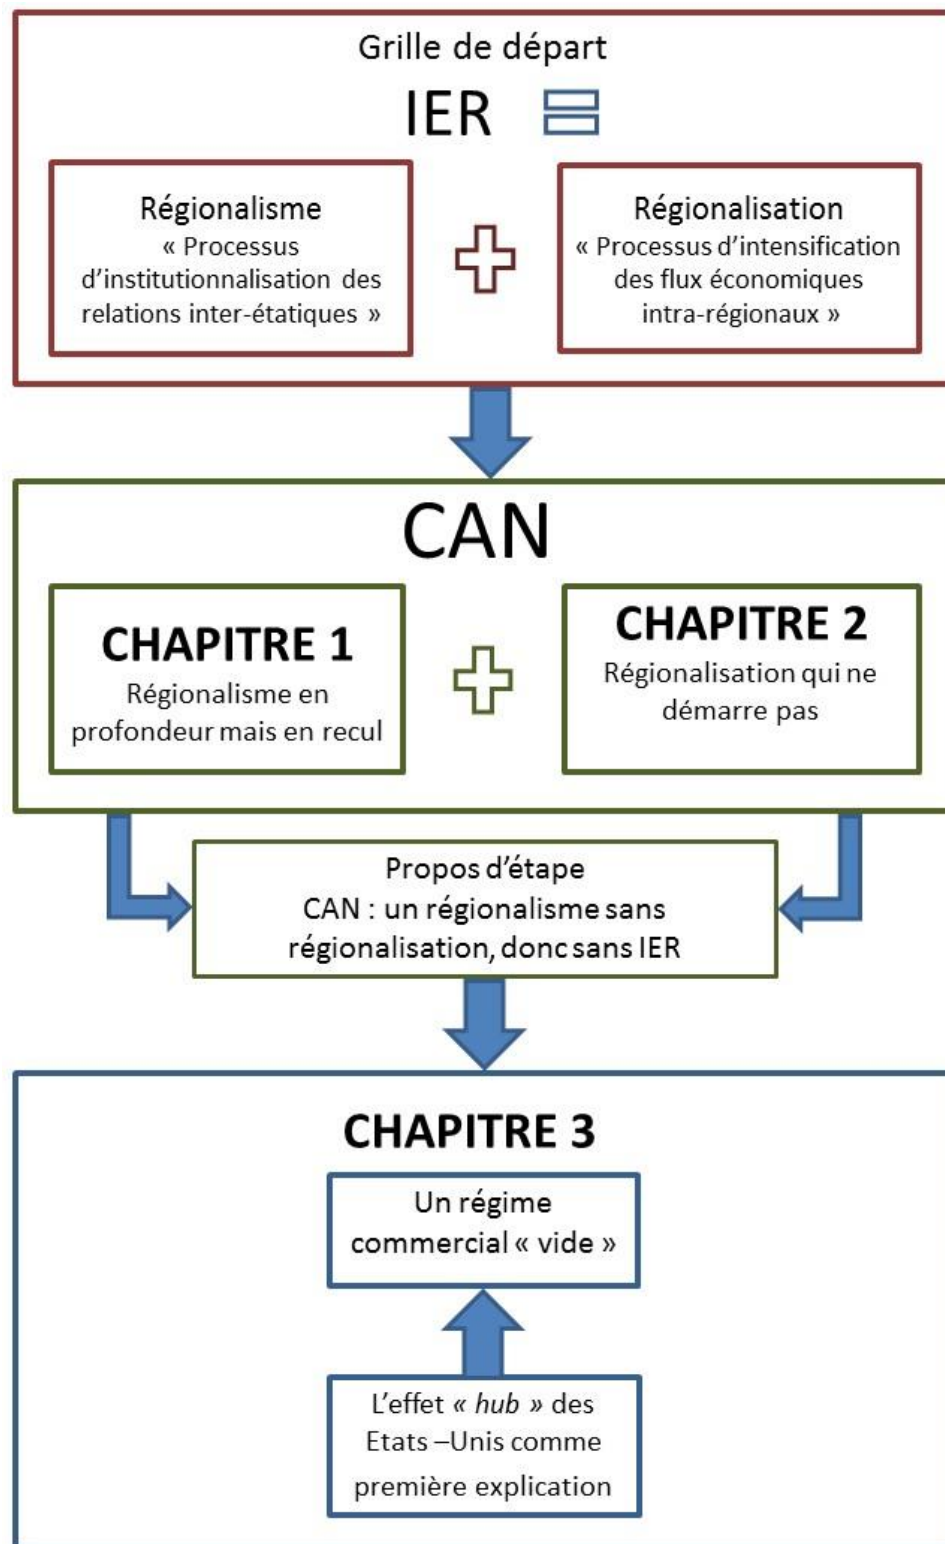 Grille de départ
IER
Régionalisme
« Processus
d’institutionnalisation des
relations inter-étatiques »
Régionalisation
« Processus d’intensification
des flux économiques
intra-régionaux »
CAN
CHAPITRE 1
Régionalisme en
profondeur mais en recul
CHAPITRE 2
Régionalisation qui ne
démarre pas
Propos d’étape
CAN : un régionalisme sans
régionalisation, donc sans IER
CHAPITRE 3
Un régime
commercial « vide »
L’effet « hub » des
Etats –Unis comme
première explication